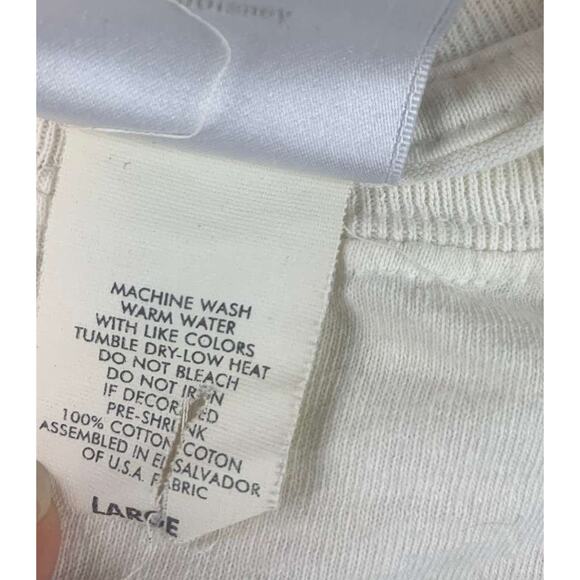 MACHINE WASH
WARM WATER
WITH LIKE COLORS
TUMBLE DRY-LOW HEAT
DO NOT BLEACH
DO NOT IRON
IF DECORATED
PRE-SHRUNK
100% COTTON/COTON
ASSEMBLED IN EL SALVADOR
OF U.S.A. FABRIC
LARGE